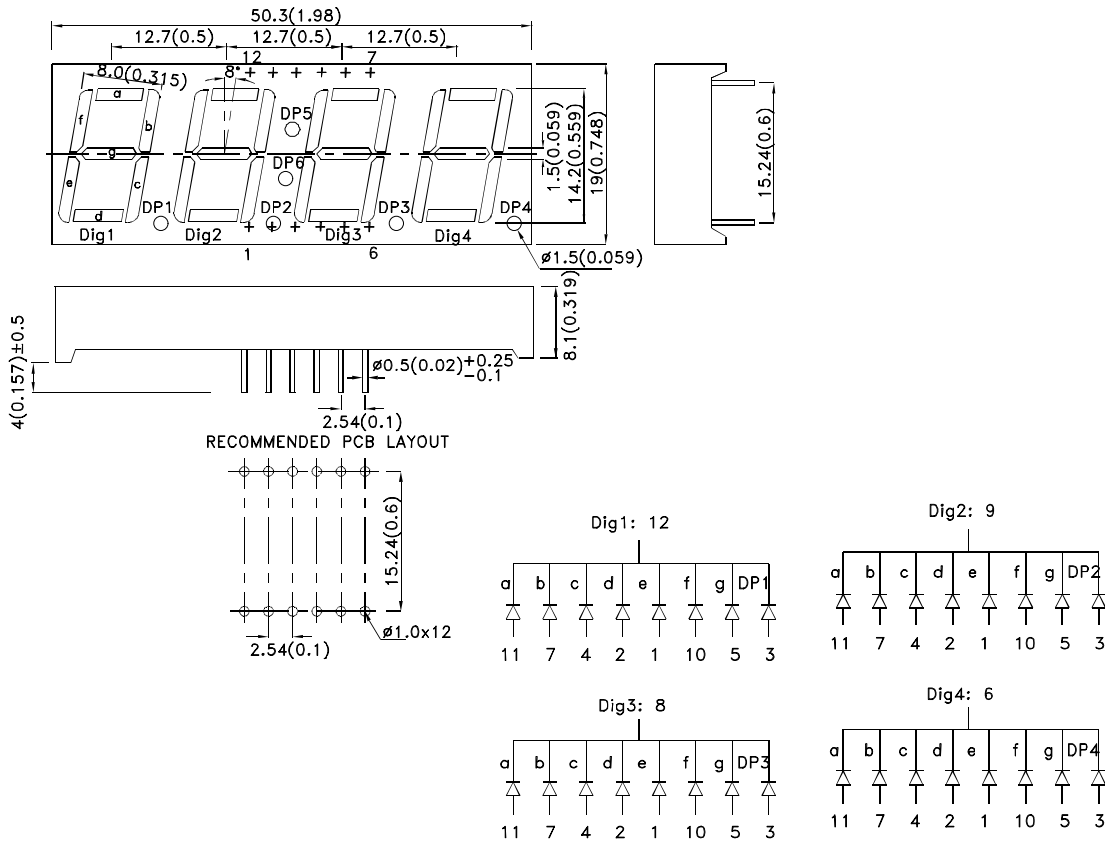 50.3(1.98)
12.7(0.5) 12.7(0.5) 12.7(0.5)
12 7
8.0(0.315) 8°
a
f b
g
e c
d
DP5
DP6
DP1 DP2 DP3 DP4
Dig1 Dig2 Dig3 Dig4
1 6
1.5(0.059)
14.2(0.559)
19(0.748)
15.24(0.6)
ø1.5(0.059)
8.1(0.319)
4(0.157)±0.5
ø0.5(0.02)+0.25
-0.1
2.54(0.1)
RECOMMENDED PCB LAYOUT
15.24(0.6)
ø1.0x12
2.54(0.1)
Dig1: 12
a b c d e f g DP1
11 7 4 2 1 10 5 3
Dig2: 9
a b c d e f g DP2
11 7 4 2 1 10 5 3
Dig3: 8
a b c d e f g DP3
11 7 4 2 1 10 5 3
Dig4: 6
a b c d e f g DP4
11 7 4 2 1 10 5 3